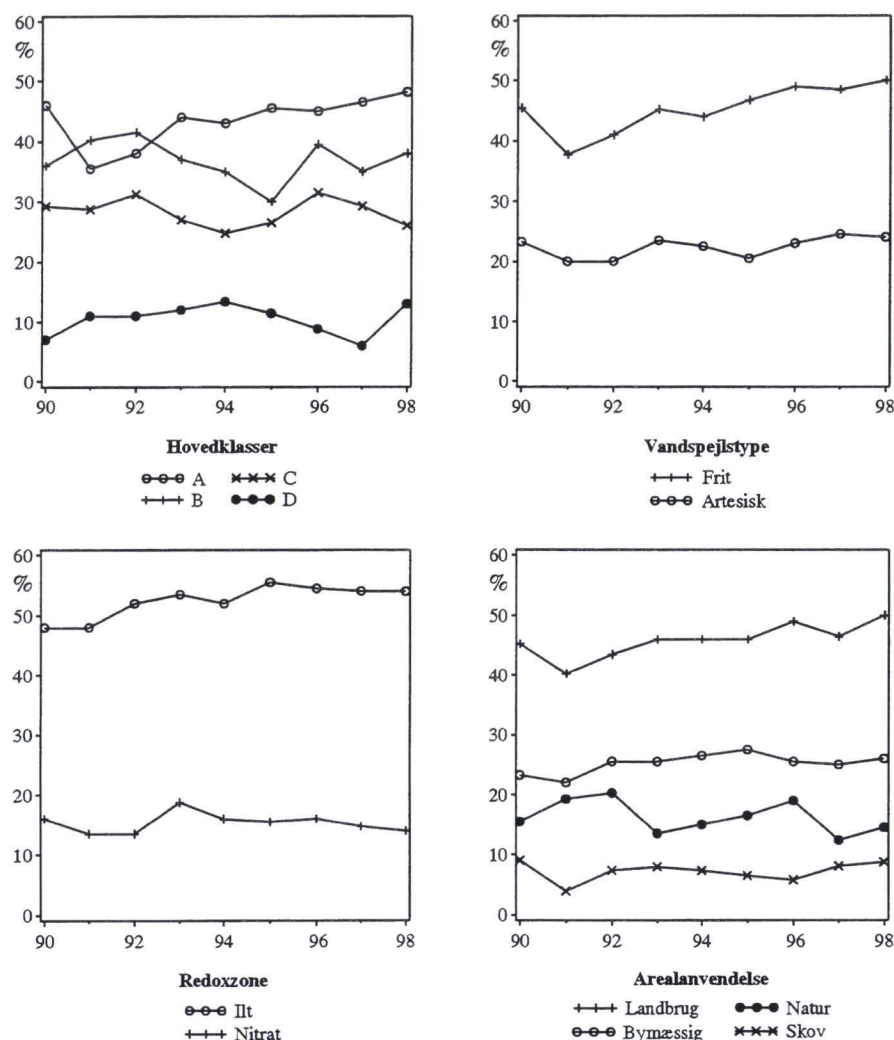 60
%
50
40
30
20
10
0
90 92 94 96 98
Hovedklasser
A C
B D
60
%
50
40
30
20
10
0
90 92 94 96 98
Vandspejlstype
Frit
Artesisk
60
%
50
40
30
20
10
0
90 92 94 96 98
Redoxzone
Ilt
Nitrat
60
%
50
40
30
20
10
0
90 92 94 96 98
Arealanvendelse
Landbrug Natur
Bymæssig Skov